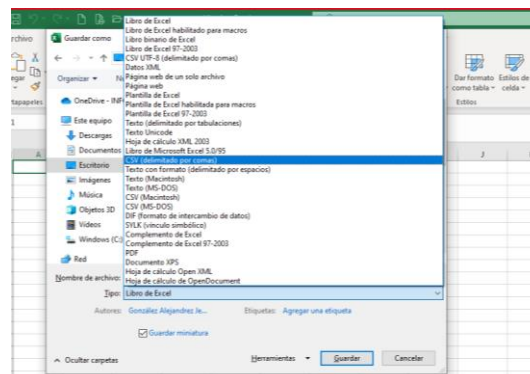 rchivo
Guardar como
Libro de Excel
Libro de Excel habilitado para macros
Libro binario de Excel
Libro de Excel 97-2003
CSV UTF-8 (delimitado por comas)
Datos XML
Página web de un solo archivo
Página web
Plantilla de Excel
Plantilla de Excel habilitada para macros
Plantilla de Excel 97-2003
Texto (delimitado por tabulaciones)
Texto Unicode
Hoja de cálculo XML 2003
Libro de Microsoft Excel 5.0/95
CSV (delimitado por comas)
Texto con formato (delimitado por espacios)
Texto (Macintosh)
Texto (MS-DOS)
CSV (Macintosh)
CSV (MS-DOS)
DIF (formato de intercambio de datos)
SYLK (vínculo simbólico)
Complemento de Excel
Complemento de Excel 97-2003
PDF
Documento XPS
Hoja de cálculo Open XML
Hoja de cálculo de OpenDocument
Organizar
OneDrive - INF
Este equipo
Descargas
Documentos
Escritorio
Imágenes
Música
Objetos 3D
Vídeos
Windows (C:)
Red
Nombre de archivo:
Tipo: Libro de Excel
Autores: González Alejandrez Je...
Etiquetas: Agregar una etiqueta
Guardar miniatura
Ocultar carpetas
Herramientas
Guardar
Cancelar
egar
tapapeles
Dar formato Estilos de
como tabla celda
Estilos
A
J